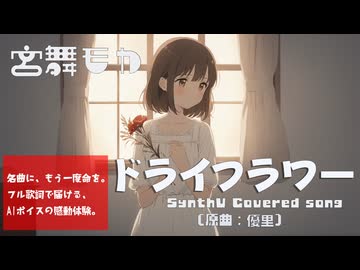 宮舞モカ
名曲に、もう一度命を。
フル歌詞で届ける、
AIボイスの感動体験。
ドライフラワー
SynthV Covered song
(原曲：優里)